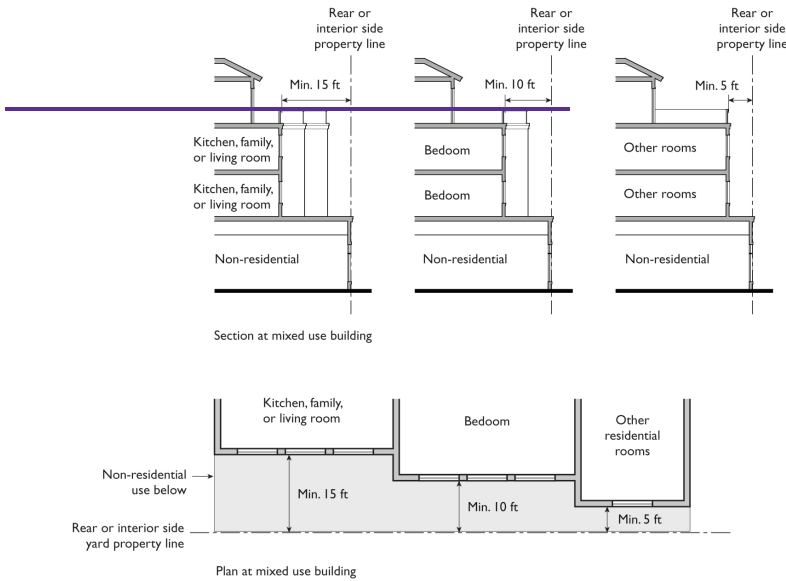 Rear or
interior side
property line
Rear or
interior side
property line
Rear or
interior side
property line
Min. 15 ft
Min. 10 ft
Min. 5 ft
Kitchen, family,
or living room
Bedoom
Other rooms
Kitchen, family,
or living room
Bedoom
Other rooms
Non-residential
Non-residential
Non-residential
Section at mixed use building
Kitchen, family,
or living room
Bedoom
Other
residential
rooms
Non-residential
use below
Min. 15 ft
Min. 10 ft
Min. 5 ft
Rear or interior side
yard property line
Plan at mixed use building